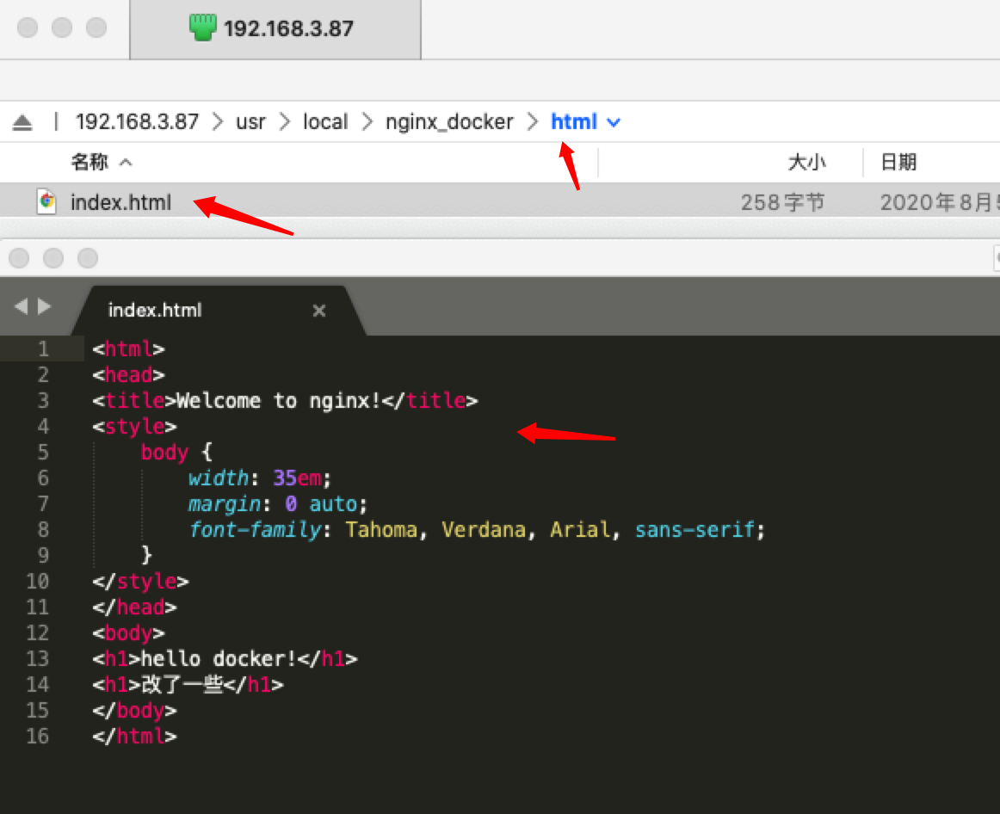 192.168.3.87
192.168.3.87 usr local nginx_docker html
名称 大小 日期
index.html 258字节 2020年8月
index.html
1 <html>
2 <head>
3 <title>Welcome to nginx!</title>
4 <style>
5 body {
6 width: 35em;
7 margin: 0 auto;
8 font-family: Tahoma, Verdana, Arial, sans-serif;
9 }
10 </style>
11 </head>
12 <body>
13 <h1>hello docker!</h1>
14 <h1>改了一些</h1>
15 </body>
16 </html>